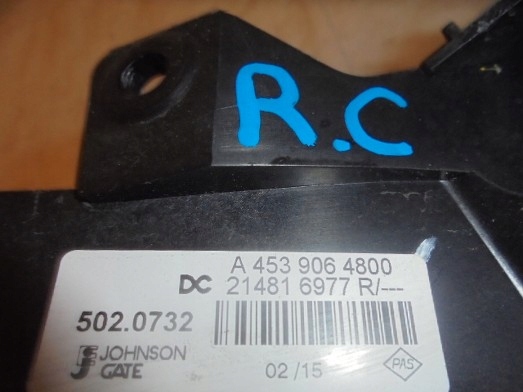 R.C
A 453 906 4800
DC 21481 6977 R/---
502.0732
JOHNSON
GATE
02/15
PAS